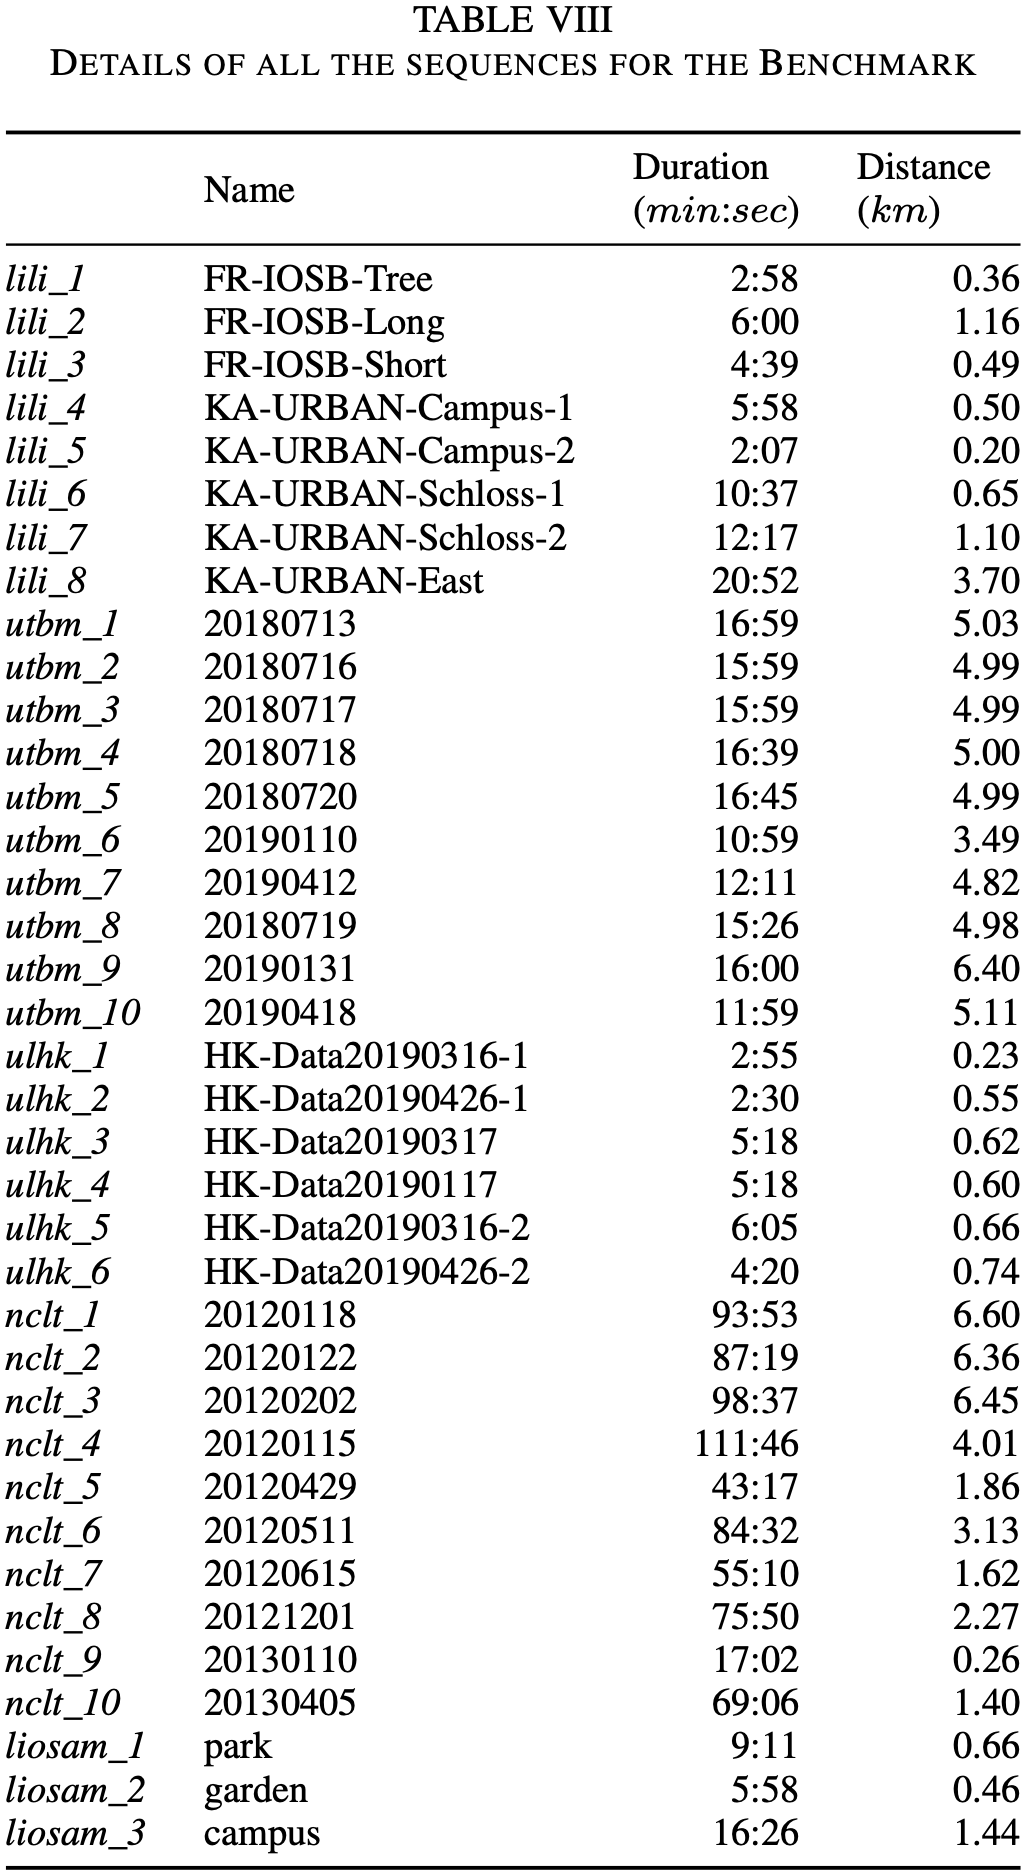 TABLE VIII
DETAILS OF ALL THE SEQUENCES FOR THE BENCHMARK
Name Duration (min:sec) Distance (km)
lili_1 FR-IOSB-Tree 2:58 0.36
lili_2 FR-IOSB-Long 6:00 1.16
lili_3 FR-IOSB-Short 4:39 0.49
lili_4 KA-URBAN-Campus-1 5:58 0.50
lili_5 KA-URBAN-Campus-2 2:07 0.20
lili_6 KA-URBAN-Schloss-1 10:37 0.65
lili_7 KA-URBAN-Schloss-2 12:17 1.10
lili_8 KA-URBAN-East 20:52 3.70
utbm_1 20180713 16:59 5.03
utbm_2 20180716 15:59 4.99
utbm_3 20180717 15:59 4.99
utbm_4 20180718 16:39 5.00
utbm_5 20180720 16:45 4.99
utbm_6 20190110 10:59 3.49
utbm_7 20190412 12:11 4.82
utbm_8 20180719 15:26 4.98
utbm_9 20190131 16:00 6.40
utbm_10 20190418 11:59 5.11
ulhk_1 HK-Data20190316-1 2:55 0.23
ulhk_2 HK-Data20190426-1 2:30 0.55
ulhk_3 HK-Data20190317 5:18 0.62
ulhk_4 HK-Data20190117 5:18 0.60
ulhk_5 HK-Data20190316-2 6:05 0.66
ulhk_6 HK-Data20190426-2 4:20 0.74
nclt_1 20120118 93:53 6.60
nclt_2 20120122 87:19 6.36
nclt_3 20120202 98:37 6.45
nclt_4 20120115 111:46 4.01
nclt_5 20120429 43:17 1.86
nclt_6 20120511 84:32 3.13
nclt_7 20120615 55:10 1.62
nclt_8 20121201 75:50 2.27
nclt_9 20130110 17:02 0.26
nclt_10 20130405 69:06 1.40
liosam_1 park 9:11 0.66
liosam_2 garden 5:58 0.46
liosam_3 campus 16:26 1.44